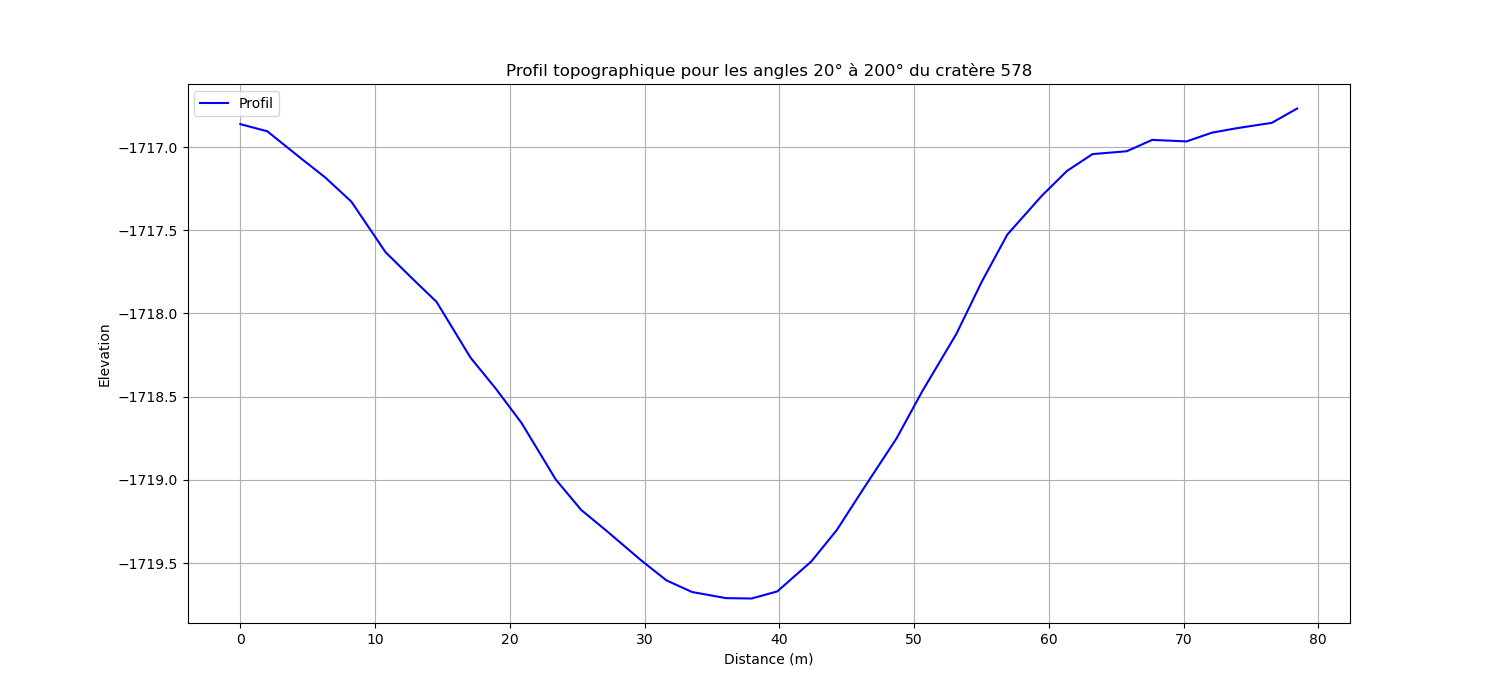 Profil topographique pour les angles 20° à 200° du cratère 578
Profil
−1717.0
−1717.5
−1718.0
−1718.5
−1719.0
−1719.5
Elevation
0 10 20 30 40 50 60 70 80
Distance (m)